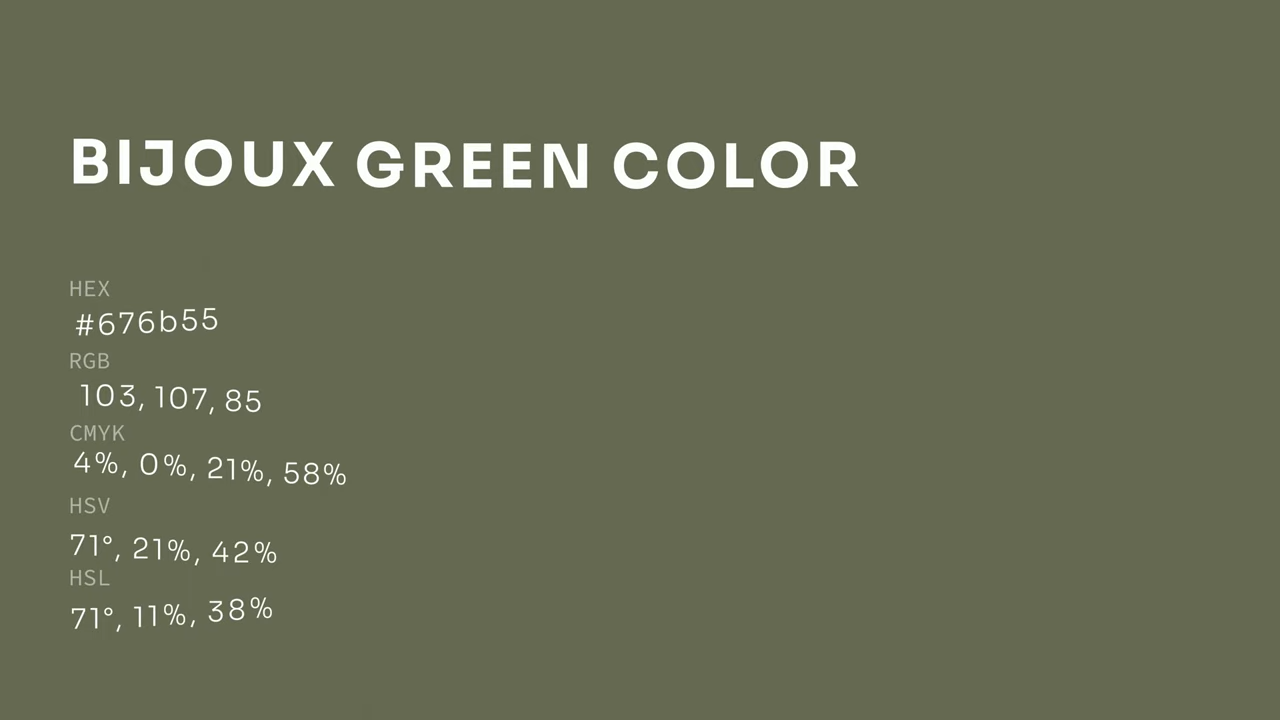 BIJOUX GREEN COLOR
HEX
#676b55
RGB
103, 107, 85
CMYK
4%, 0%, 21%, 58%
HSV
71°, 21%, 42%
HSL
71°, 11%, 38%